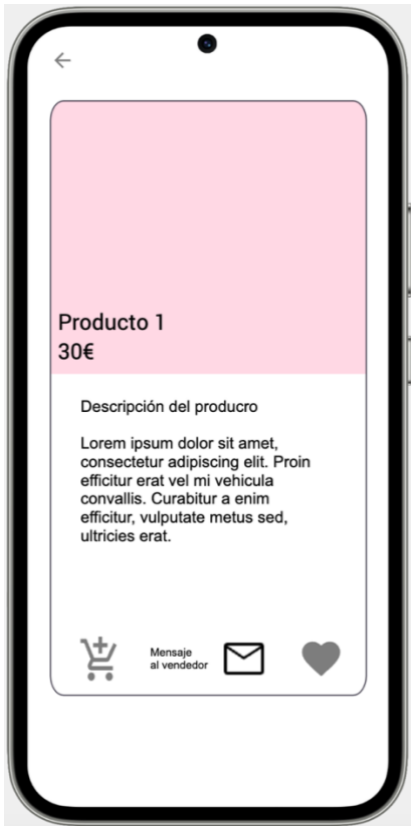 Producto 1
30€
Descripción del producro
Lorem ipsum dolor sit amet,
consectetur adipiscing elit. Proin
efficitur erat vel mi vehicula
convallis. Curabitur a enim
efficitur, vulputate metus sed,
ultricies erat.
Mensaje
al vendedor